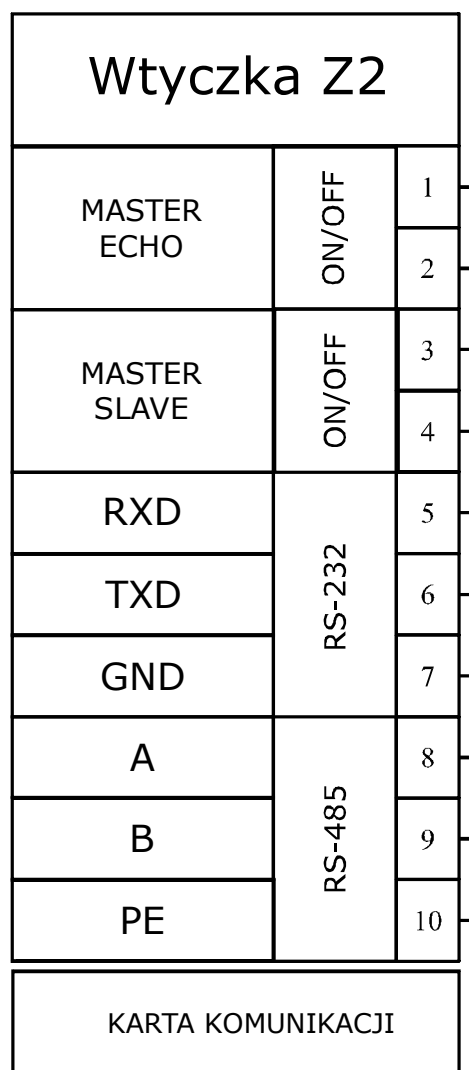 Wtyczka Z2
MASTER
ECHO
ON/OFF
1
2
MASTER
SLAVE
ON/OFF
3
4
RXD
RS-232
5
TXD
6
GND
7
A
RS-485
8
B
9
PE
10
KARTA KOMUNIKACJI